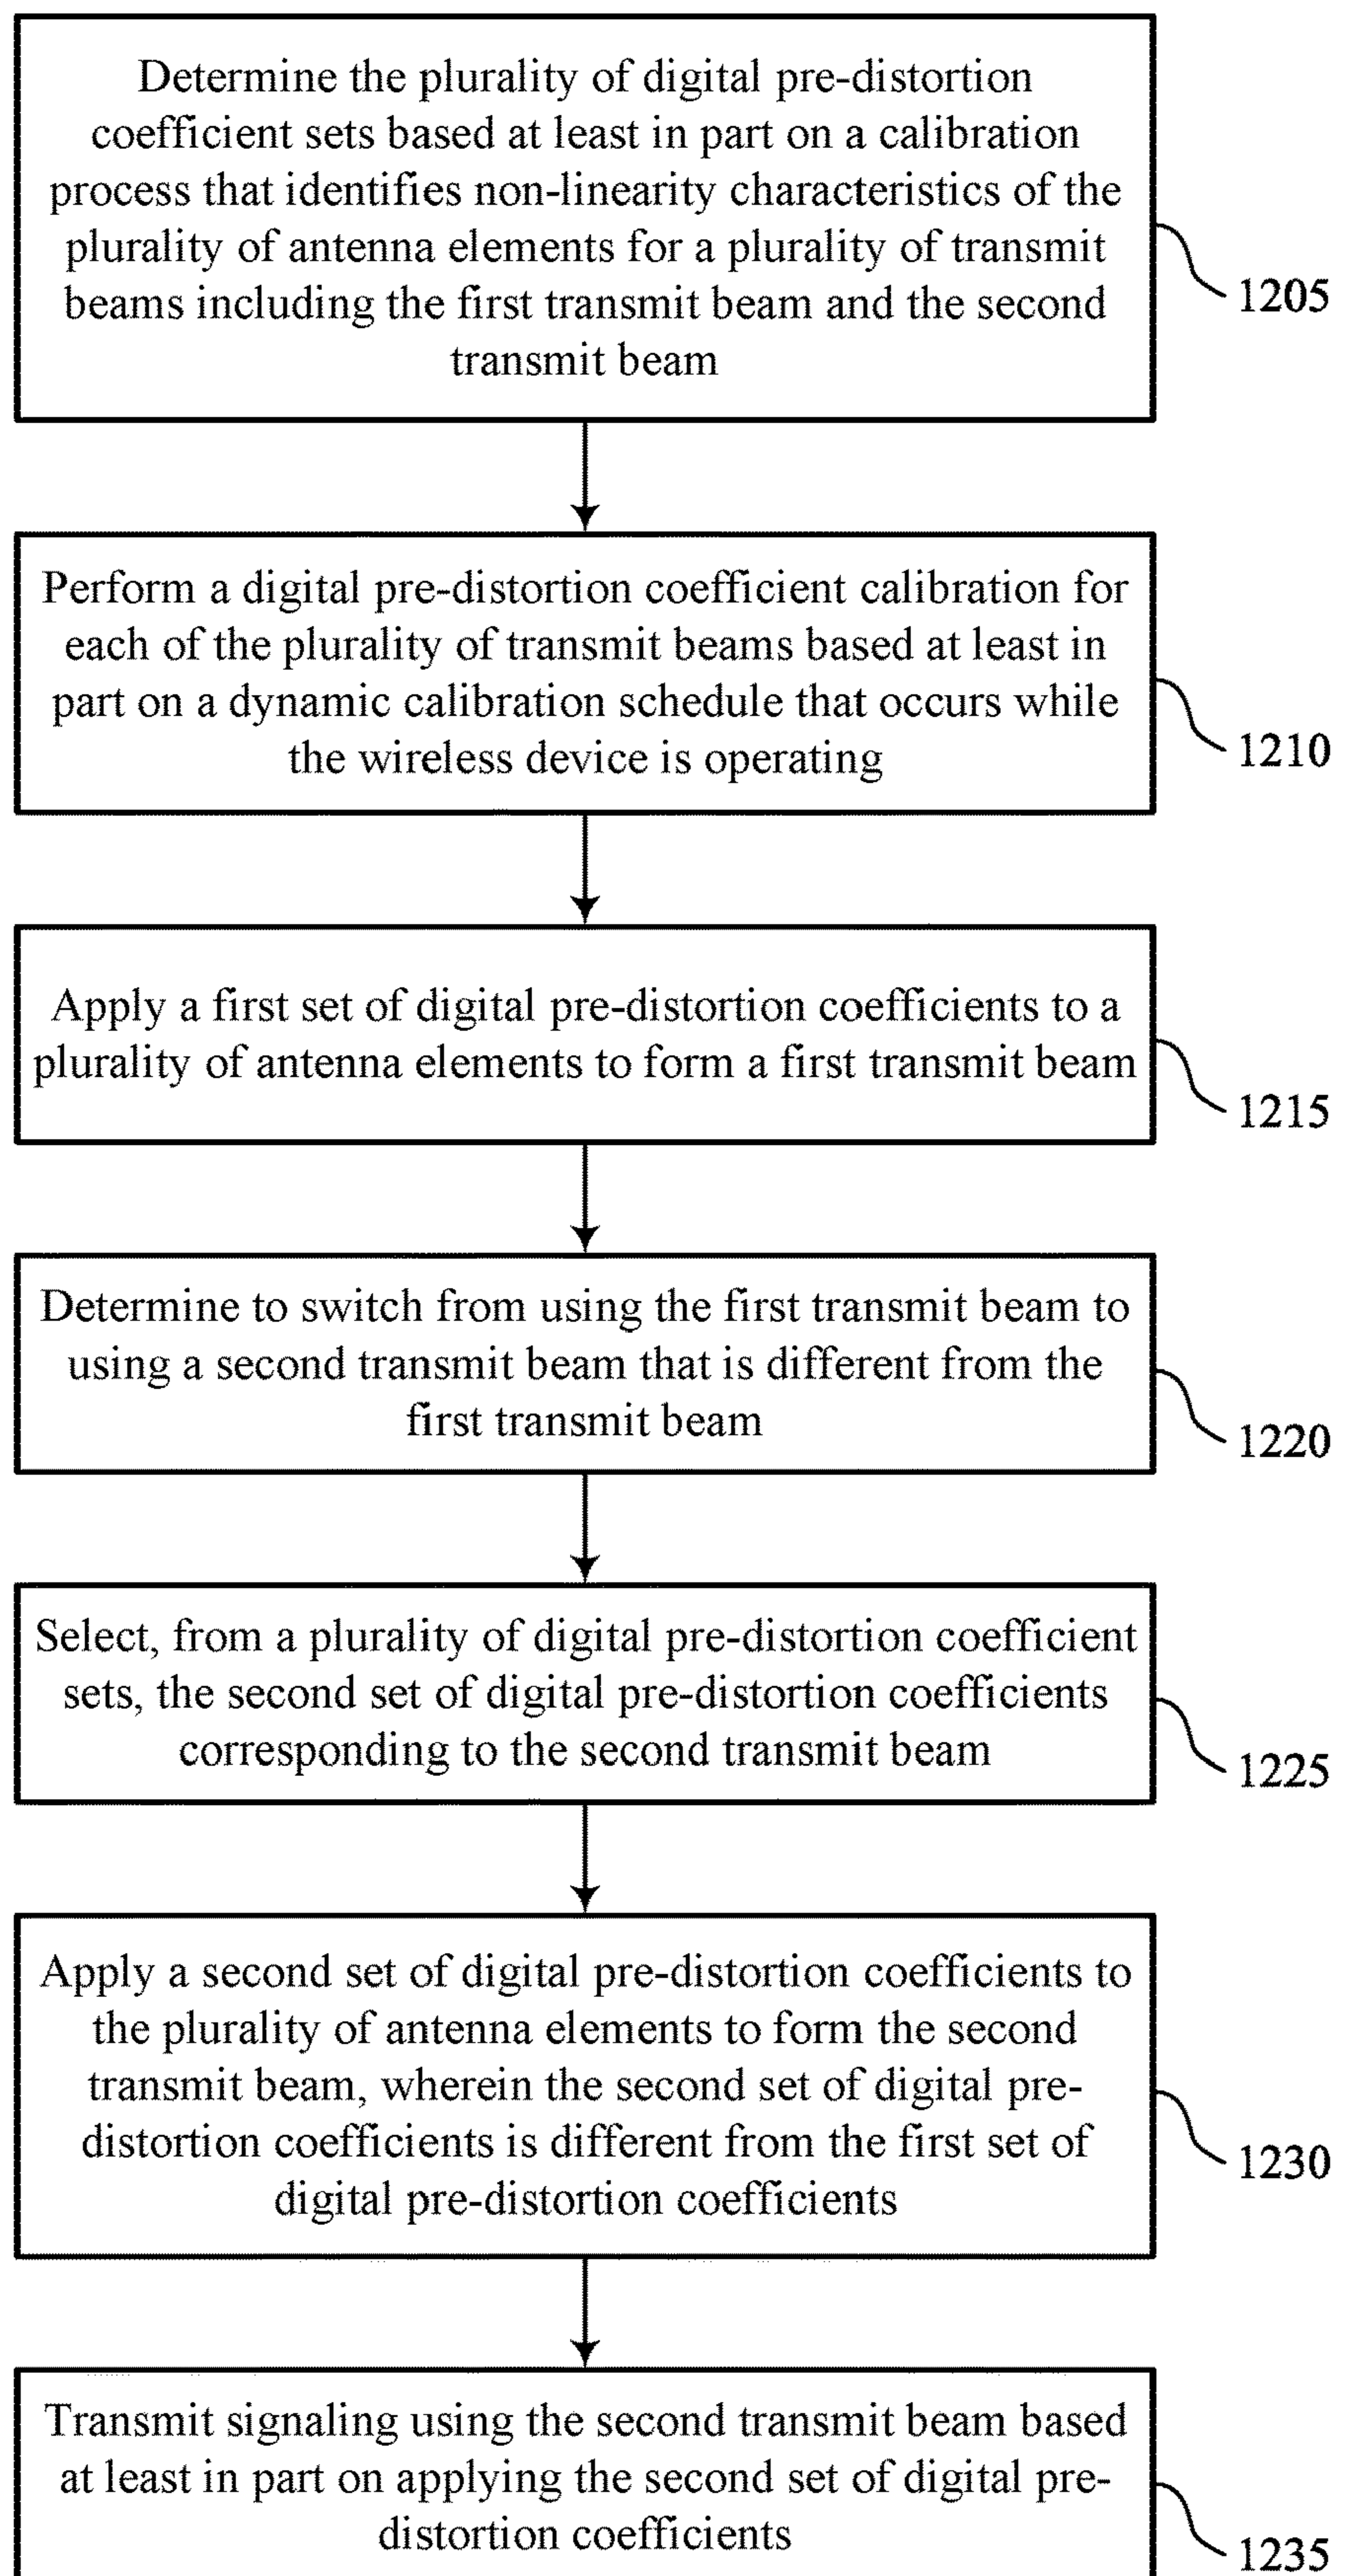 Determine the plurality of digital pre-distortion
coefficient sets based at least in part on a calibration
process that identifies non-linearity characteristics of the
plurality of antenna elements for a plurality of transmit
beams including the first transmit beam and the second
transmit beam
1205
Perform a digital pre-distortion coefficient calibration for
each of the plurality of transmit beams based at least in
part on a dynamic calibration schedule that occurs while
the wireless device is operating
1210
Apply a first set of digital pre-distortion coefficients to a
plurality of antenna elements to form a first transmit beam
1215
Determine to switch from using the first transmit beam to
using a second transmit beam that is different from the
first transmit beam
1220
Select, from a plurality of digital pre-distortion coefficient
sets, the second set of digital pre-distortion coefficients
corresponding to the second transmit beam
1225
Apply a second set of digital pre-distortion coefficients to
the plurality of antenna elements to form the second
transmit beam, wherein the second set of digital pre-
distortion coefficients is different from the first set of
digital pre-distortion coefficients
1230
Transmit signaling using the second transmit beam based
at least in part on applying the second set of digital pre-
distortion coefficients
1235